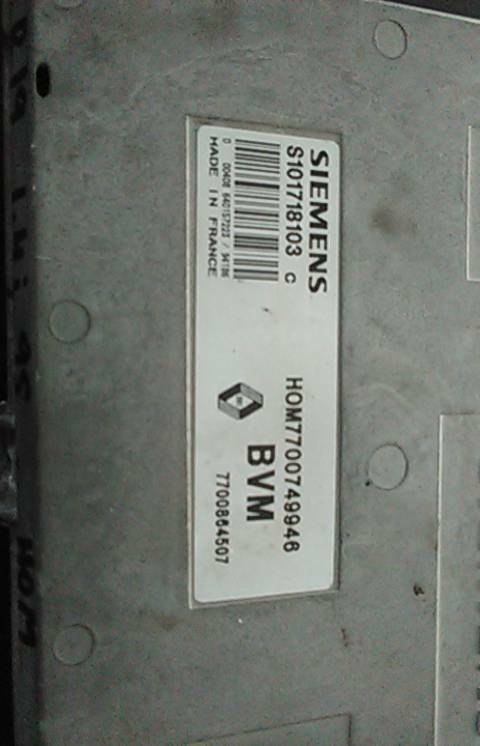 SIEMENS
S101718103 C
MADE IN FRANCE
HOM7700749946
BVM
7700864507